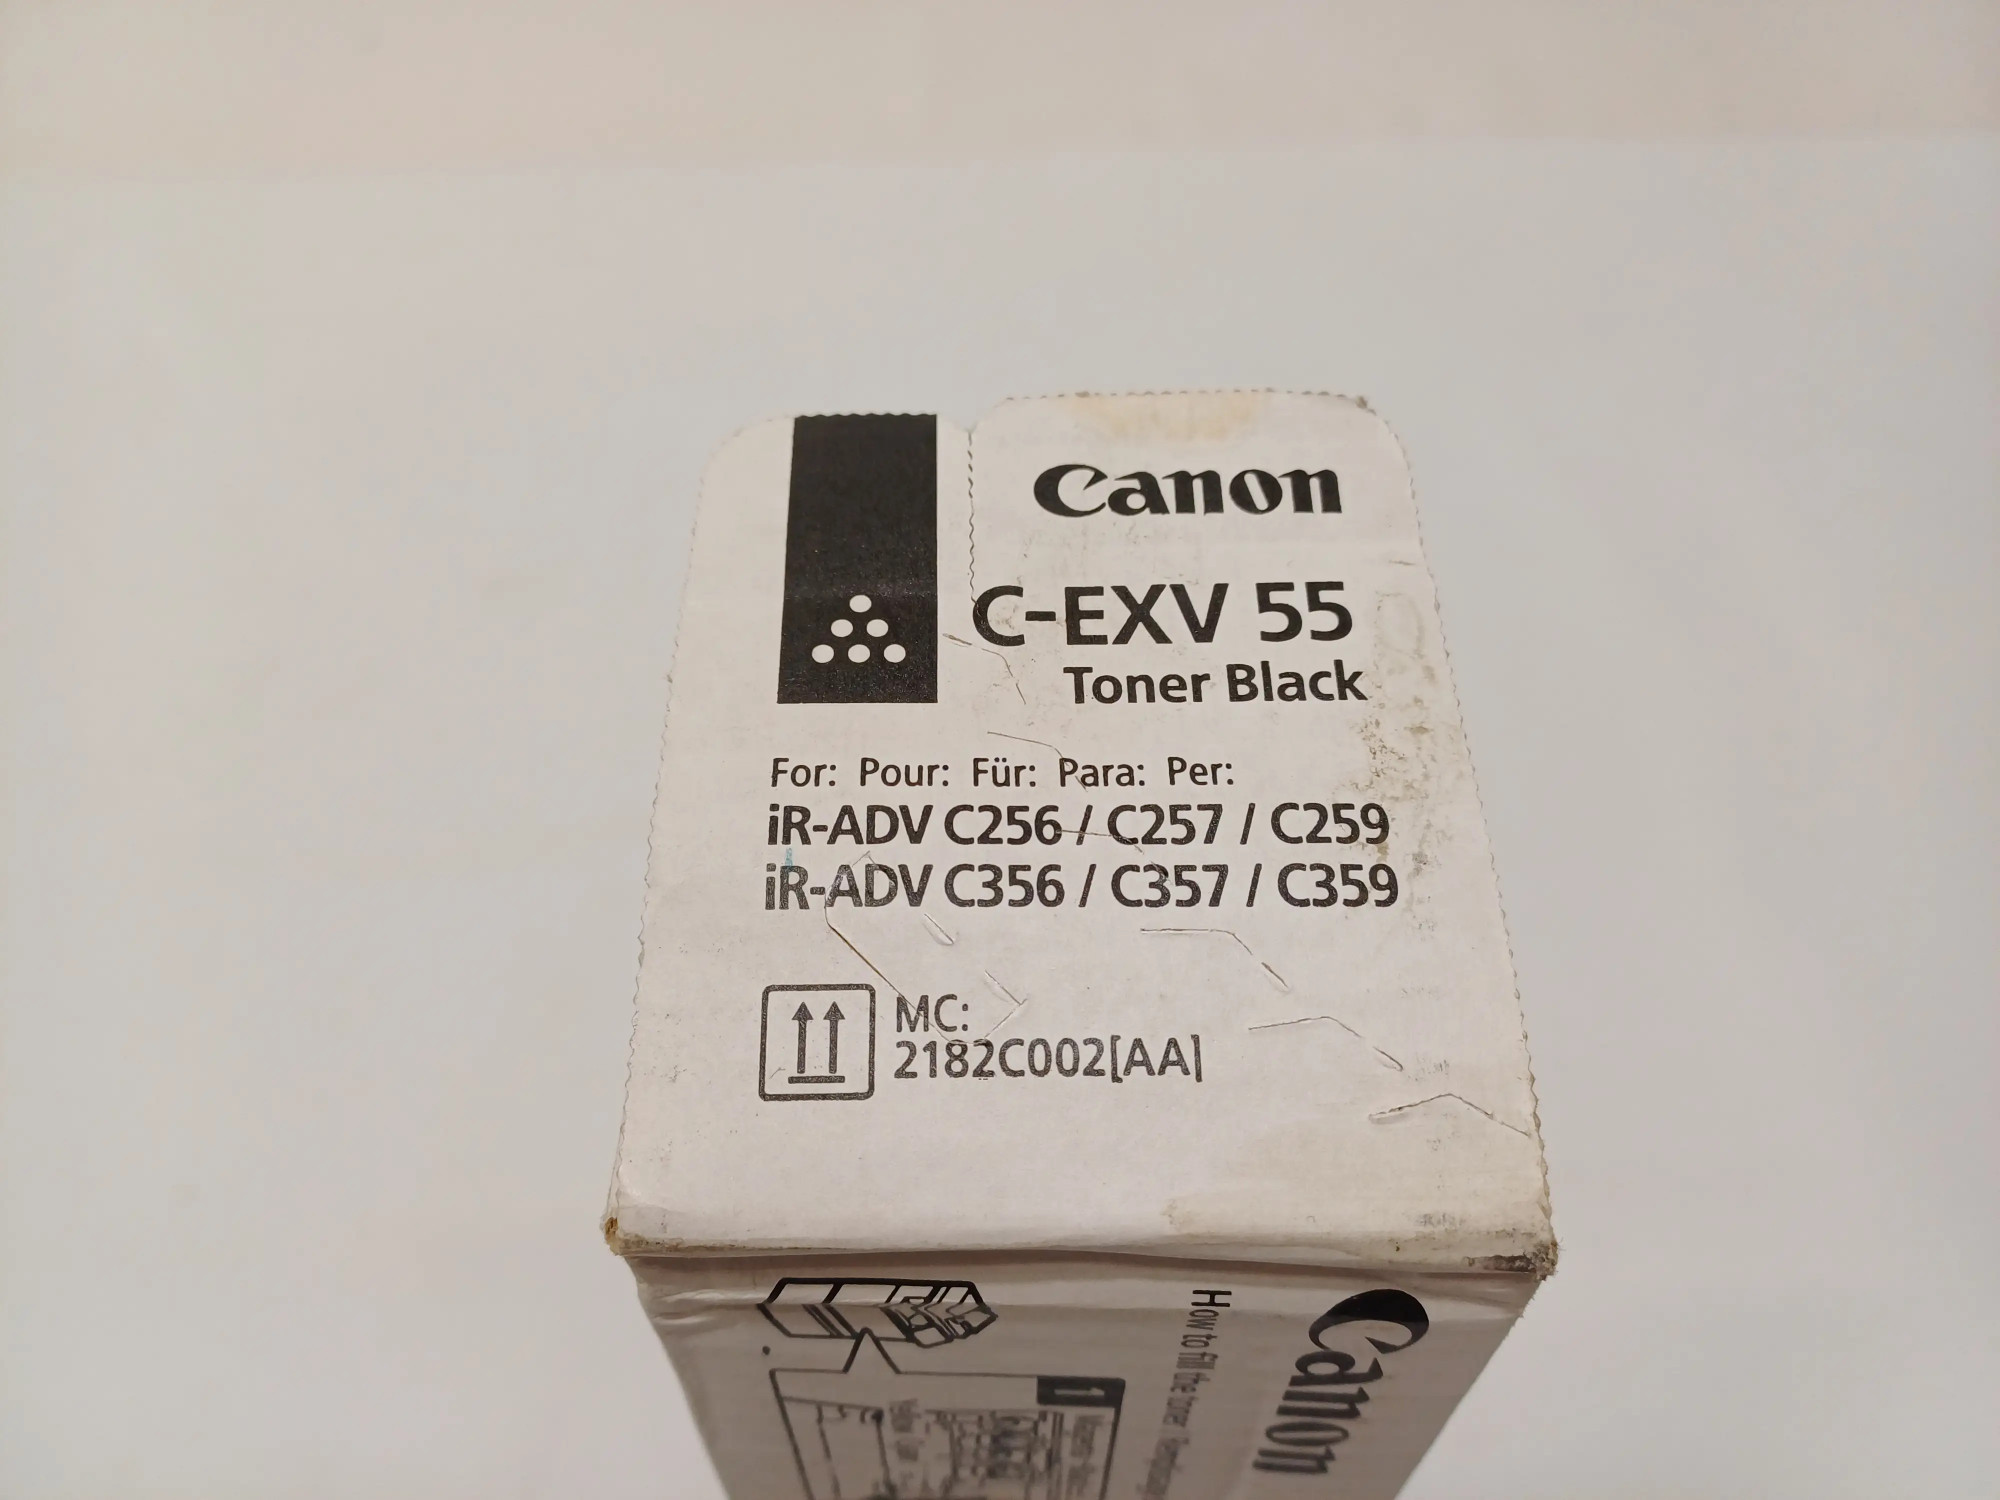 Canon
C-EXV 55
Toner Black
For: Pour: Für: Para: Per:
iR-ADV C256 / C257 / C259
iR-ADV C356 / C357 / C359
MC:
2182C002[AA]
Canon
How to fill the toner
1